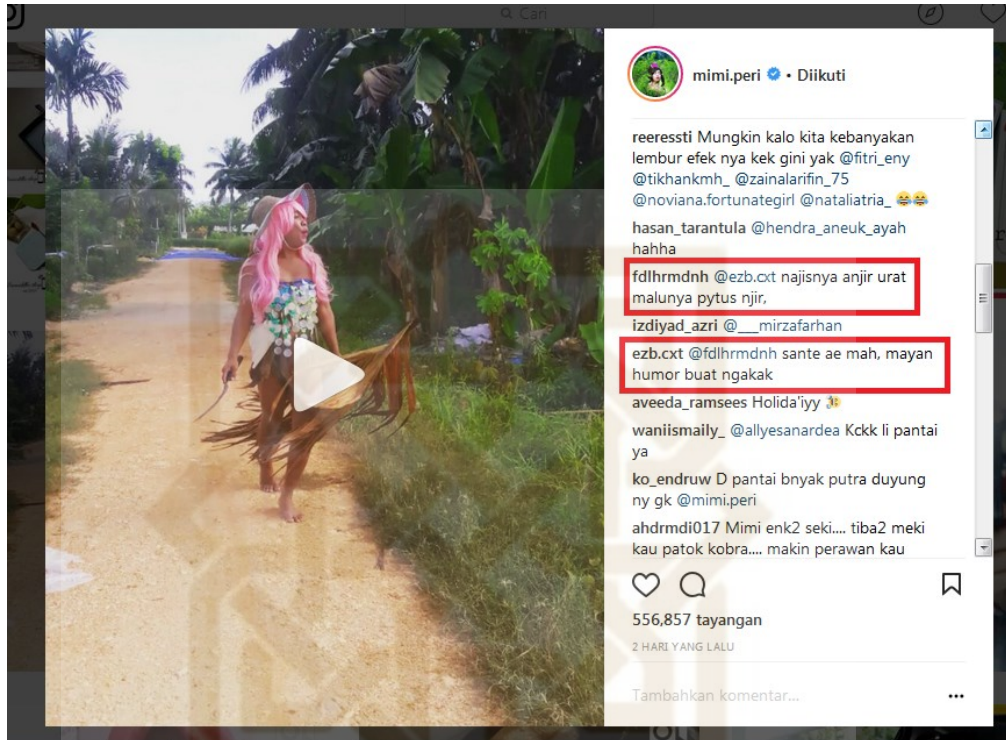 Cari
mimi.peri • Diikuti
reeressti Mungkin kalo kita kebanyakan
lembur efek nya kek gini yak @fitri_eny
@tikhankmh_ @zainalarifin_75
@noviana.fortunategirl @nataliatria_ 😂😂
hasan_tarantula @hendra_aneuk_ayah
hahha
fdlhrmdnh @ezb.cxt najisnya anjir urat
malunya pytus njir,
izdiyad_azri @___mirzafarhan
ezb.cxt @fdlhrmdnh sante ae mah, mayan
humor buat ngakak
aveeda_ramsees Holida'iyy
waniismaily_ @allyesanardea Kckk li pantai
ya
ko_endruw D pantai bnyak putra duyung
ny gk @mimi.peri
ahdrmdi017 Mimi enk2 seki.... tiba2 meki
kau patok kobra.... makin perawan kau
556,857 tayangan
2 HARI YANG LALU
Tambahkan komentar...